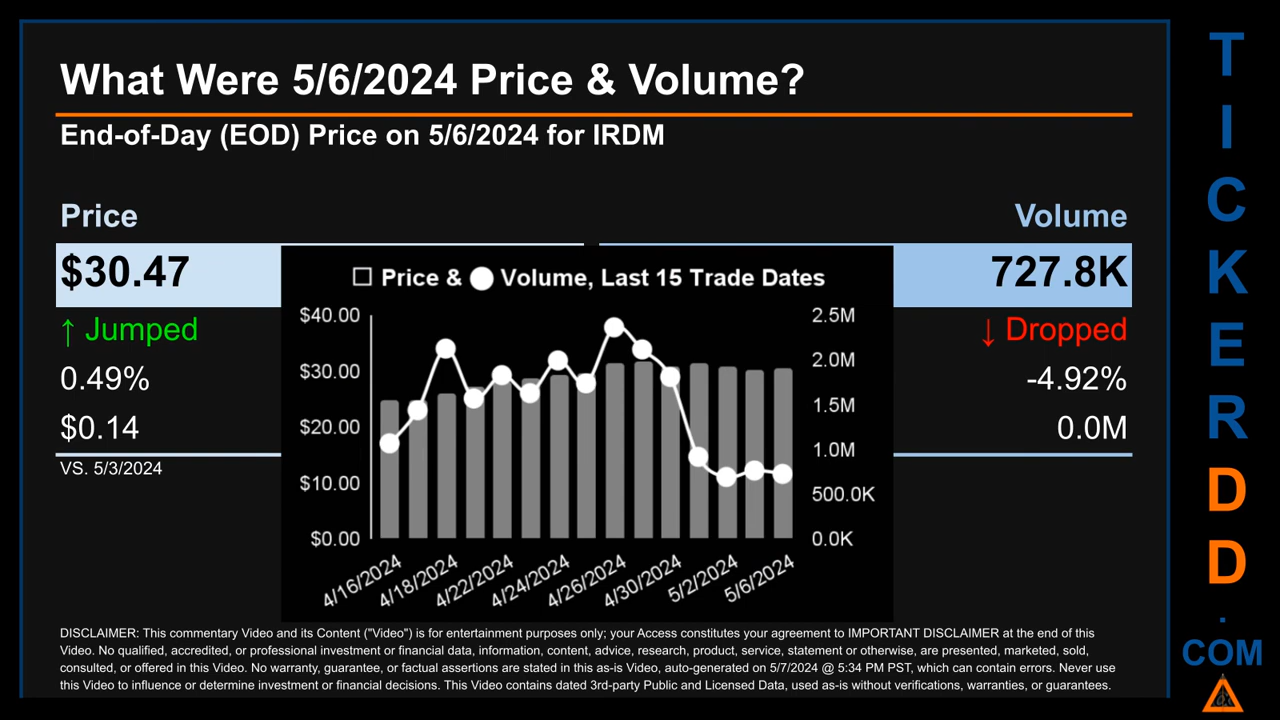 What Were 5/6/2024 Price & Volume?
End-of-Day (EOD) Price on 5/6/2024 for IRDM
Price
Volume
$30.47
727.8K
↑ Jumped
↓ Dropped
0.49%
-4.92%
$0.14
0.0M
VS. 5/3/2024
Price & Volume, Last 15 Trade Dates
$40.00
$30.00
$20.00
$10.00
$0.00
2.5M
2.0M
1.5M
1.0M
500.0K
0.0K
4/16/2024
4/18/2024
4/22/2024
4/24/2024
4/26/2024
4/30/2024
5/2/2024
5/6/2024
DISCLAIMER: This commentary Video and its Content ("Video") is for entertainment purposes only; your Access constitutes your agreement to IMPORTANT DISCLAIMER at the end of this
Video. No qualified, accredited, or professional investment or financial data, information, content, advice, research, product, service, statement or otherwise, are presented, marketed, sold,
consulted, or offered in this Video. No warranty, guarantee, or factual assertions are stated in this as-is Video, auto-generated on 5/7/2024 @ 5:34 PM PST, which can contain errors. Never use
this Video to influence or determine investment or financial decisions. This Video contains dated 3rd-party Public and Licensed Data, used as-is without verifications, warranties, or guarantees.
T
I
C
K
E
R
D
D
.
COM